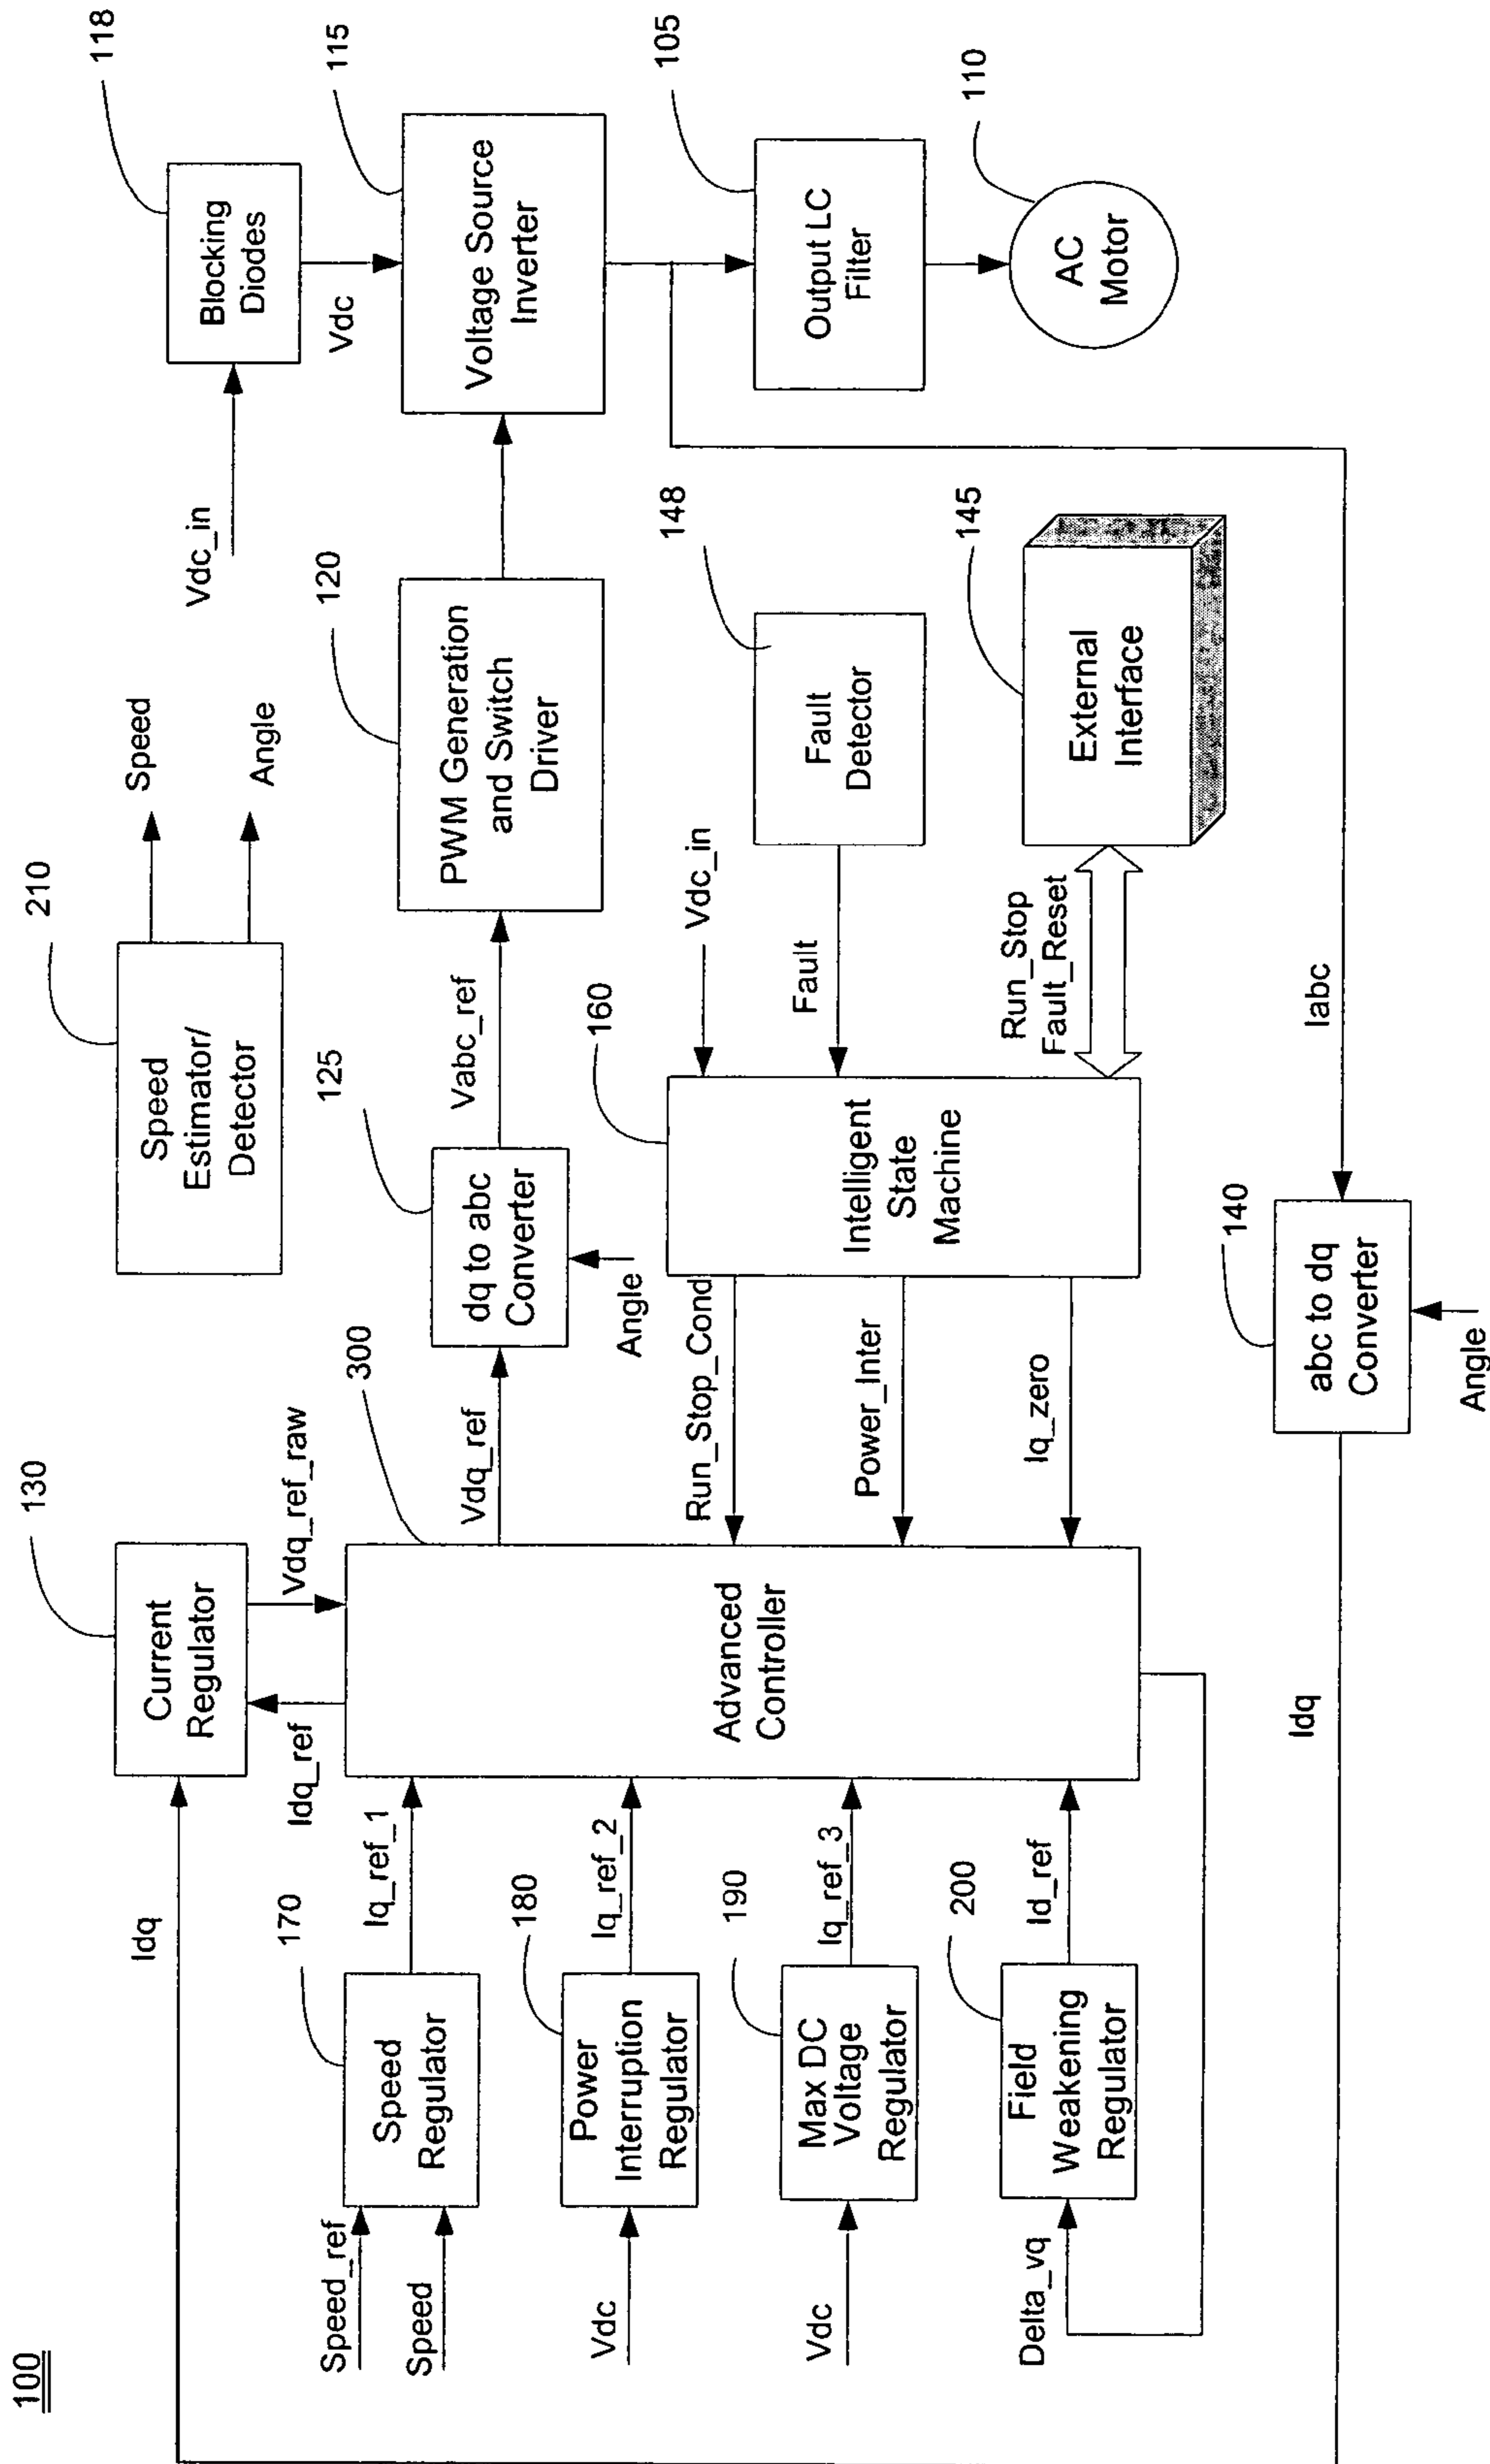 100
Speed_ref
Speed
170
Speed
Regulator
Iq_ref_1
Vdc
180
Power
Interruption
Regulator
Iq_ref_2
Vdc
190
Max DC
Voltage
Regulator
Iq_ref_3
Delta_vq
200
Field
Weakening
Regulator
Id_ref
Idq
130
Current
Regulator
Idq_ref
Vdq_ref_raw
300
Advanced
Controller
Vdq_ref
Run_Stop_Cond
Power_Inter
Iq_zero
Idq
210
Speed
Estimator/
Detector
Speed
Angle
125
dq to abc
Converter
Angle
Vabc_ref
160
Intelligent
State
Machine
Vdc_in
Fault
Run_Stop
Fault_Reset
140
abc to dq
Converter
Angle
Iabc
120
PWM Generation
and Switch
Driver
148
Fault
Detector
145
External
Interface
Vdc_in
118
Blocking
Diodes
Vdc
115
Voltage Source
Inverter
105
Output LC
Filter
110
AC
Motor